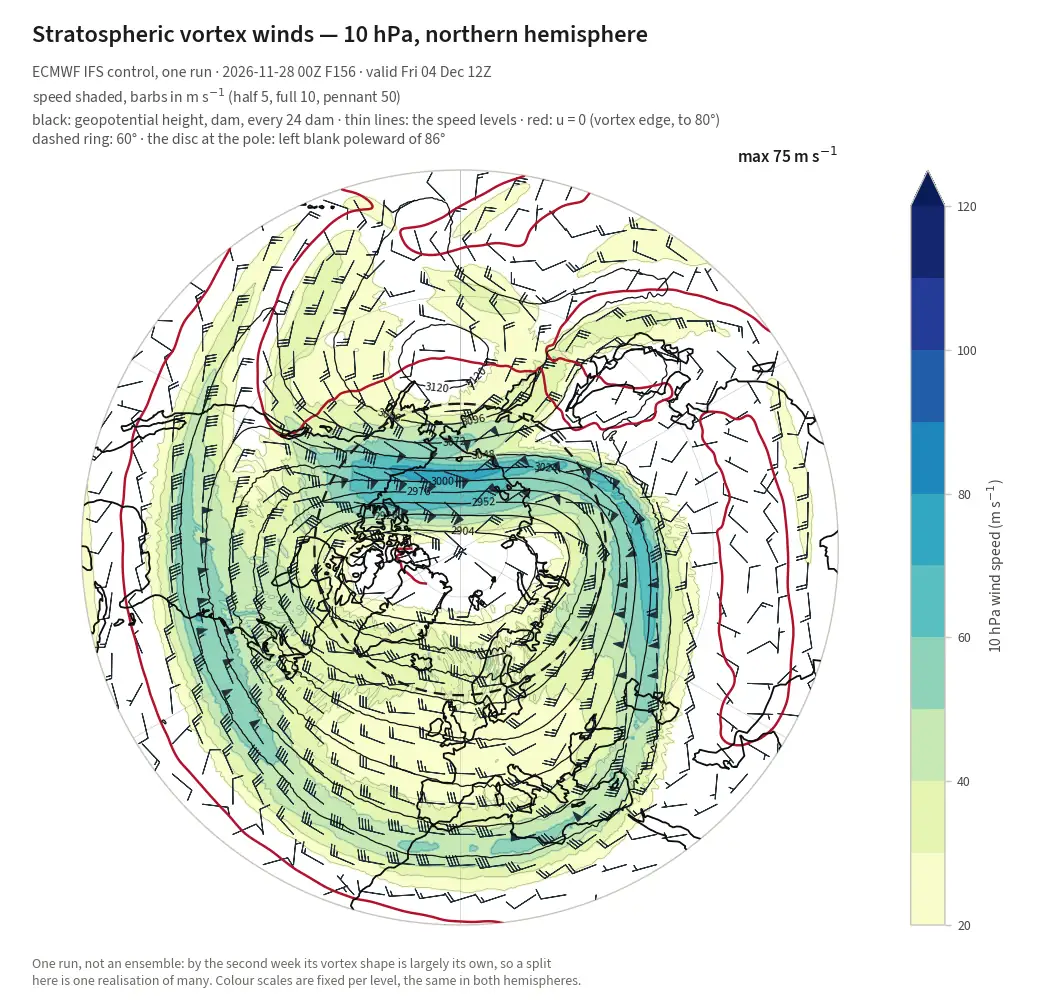 Stratospheric vortex winds — 10 hPa, northern hemisphere
ECMWF IFS control, one run · 2026-11-28 00Z F156 · valid Fri 04 Dec 12Z
speed shaded, barbs in m s⁻¹ (half 5, full 10, pennant 50)
black: geopotential height, dam, every 24 dam · thin lines: the speed levels · red: u = 0 (vortex edge, to 80°)
dashed ring: 60° · the disc at the pole: left blank poleward of 86°
max 75 m s⁻¹
120
100
80
60
40
20
10 hPa wind speed (m s⁻¹)
3120
3120
3000
2952
2904
One run, not an ensemble: by the second week its vortex shape is largely its own, so a split
here is one realisation of many. Colour scales are fixed per level, the same in both hemispheres.